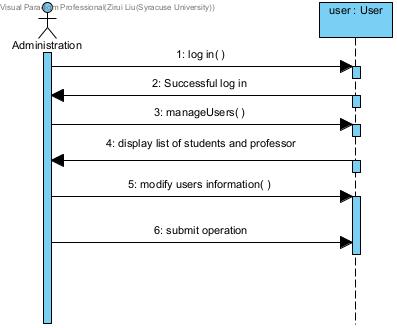 Visual Paradigm Professional(Zirui Liu(Syracuse University))
user : User
Administration
1: log in( )
2: Successful log in
3: manageUsers( )
4: display list of students and professor
5: modify users information( )
6: submit operation